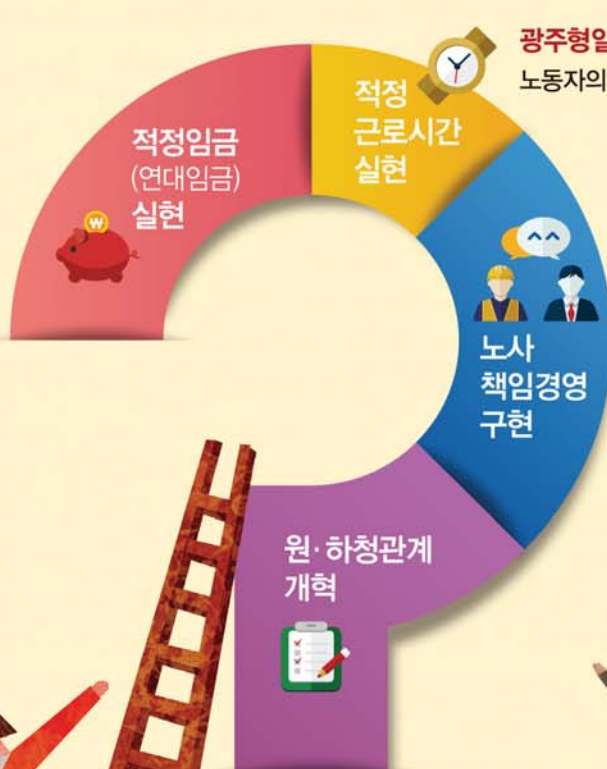 광주형일
노동자의
적정임금
(연대임금)
실현
적정
근로시간
실현
노사
책임경영
구현
원·하청관계
개혁